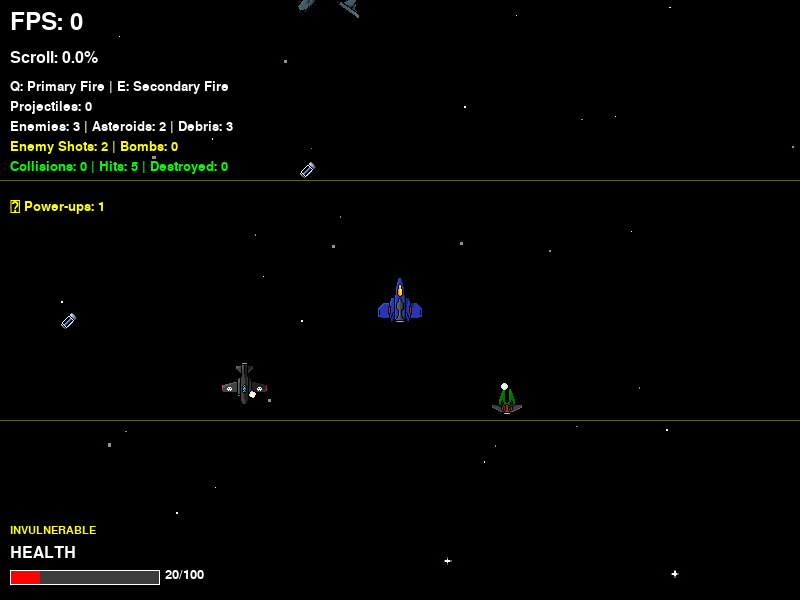 FPS: 0
Scroll: 0.0%
Q: Primary Fire | E: Secondary Fire
Projectiles: 0
Enemies: 3 | Asteroids: 2 | Debris: 3
Enemy Shots: 2 | Bombs: 0
Collisions: 0 | Hits: 5 | Destroyed: 0
Power-ups: 1
INVULNERABLE
HEALTH
20/100